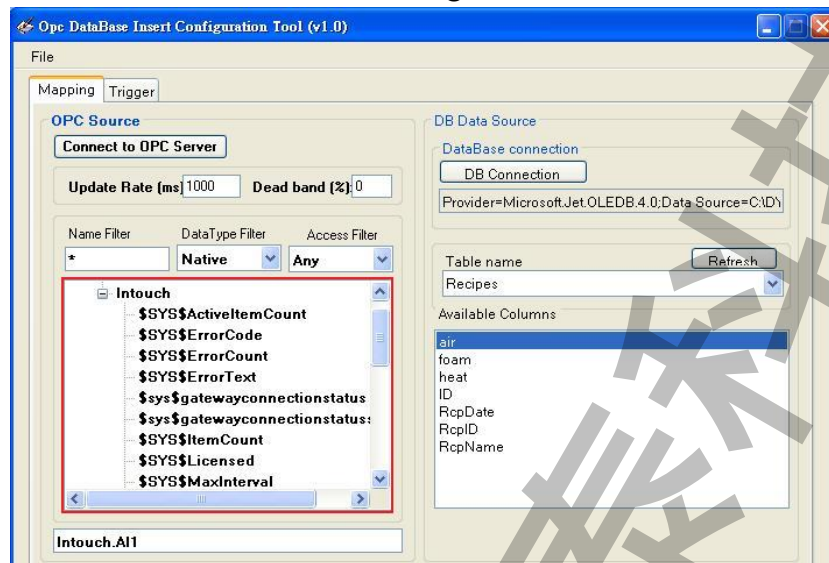 Opc DataBase Insert Configuration Tool (v1.0)
File
Mapping Trigger
OPC Source
Connect to OPC Server
Update Rate (ms) 1000 Dead band (%): 0
Name Filter DataType Filter Access Filter
* Native Any
Intouch
$SYS$ActiveItemCount
$SYS$ErrorCode
$SYS$ErrorCount
$SYS$ErrorText
$sys$gatewayconnectionstatus
$sys$gatewayconnectionstatus:
$SYS$ItemCount
$SYS$Licensed
$SYS$MaxInterval
Intouch.AI1
DB Data Source
DataBase connection
DB Connection
Provider=Microsoft.Jet.OLEDB.4.0;Data Source=C:\D\
Table name Refresh
Recipes
Available Columns
air
foam
heat
ID
RcpDate
RcpID
RcpName